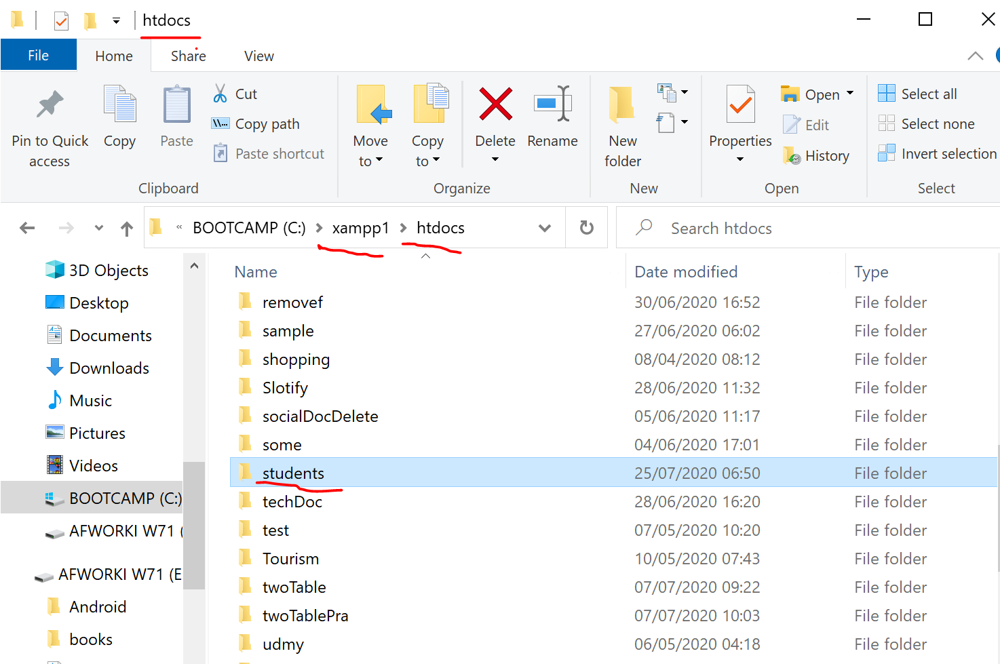 htdocs
File Home Share View
Cut
Copy path
Paste shortcut
Pin to Quick access
Copy
Paste
Clipboard
Move to
Copy to
Delete
Rename
Organize
New folder
New
Properties
Open
Edit
History
Open
Select all
Select none
Invert selection
Select
« BOOTCAMP (C:) > xampp1 > htdocs
Search htdocs
3D Objects
Desktop
Documents
Downloads
Music
Pictures
Videos
BOOTCAMP (C:)
AFWORKI W71 (
AFWORKI W71 (E
Android
books
Name Date modified Type
removef 30/06/2020 16:52 File folder
sample 27/06/2020 06:02 File folder
shopping 08/04/2020 08:12 File folder
Slotify 28/06/2020 11:32 File folder
socialDocDelete 05/06/2020 11:17 File folder
some 04/06/2020 17:01 File folder
students 25/07/2020 06:50 File folder
techDoc 28/06/2020 16:20 File folder
test 07/05/2020 10:20 File folder
Tourism 10/05/2020 07:43 File folder
twoTable 07/07/2020 09:22 File folder
twoTablePra 07/07/2020 10:03 File folder
udmy 06/05/2020 04:18 File folder